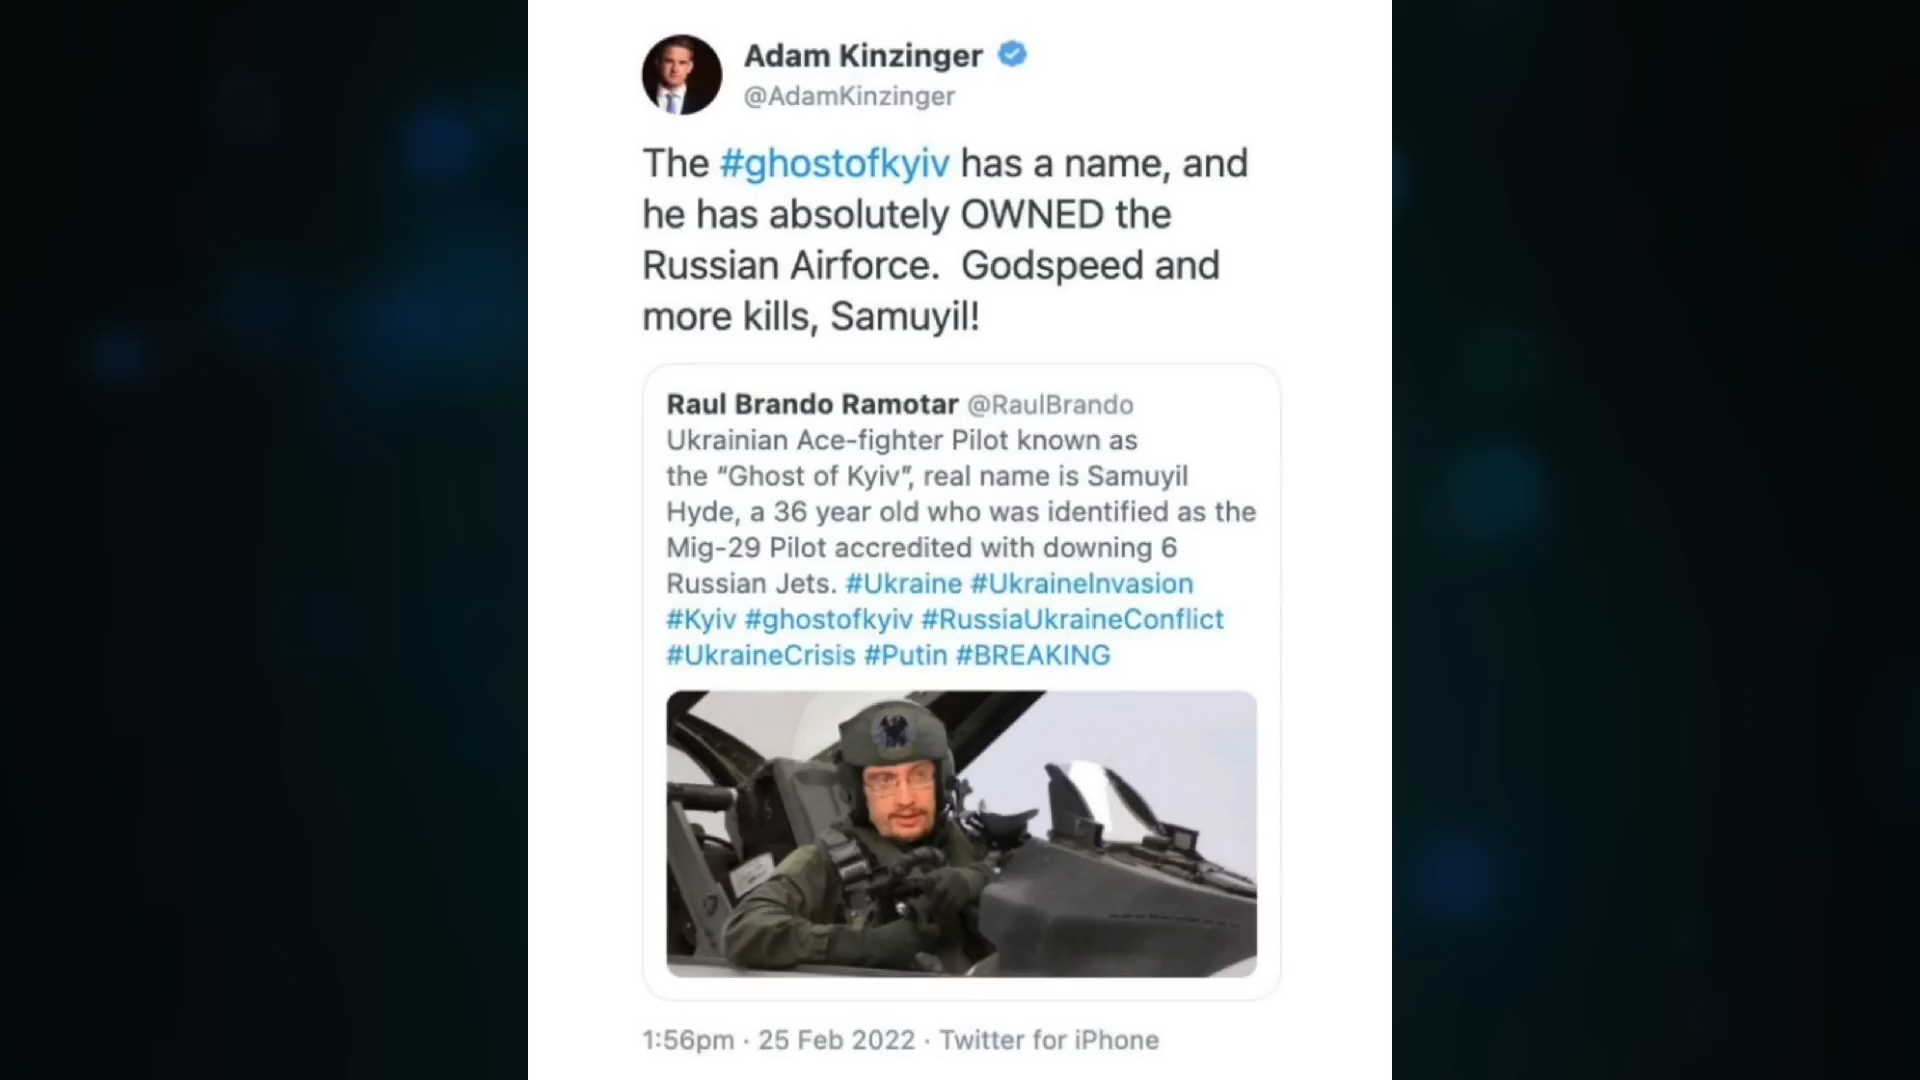 Adam Kinzinger
@AdamKinzinger
The #ghostofkyiv has a name, and
he has absolutely OWNED the
Russian Airforce.  Godspeed and
more kills, Samuyil!
Raul Brando Ramotar @RaulBrando
Ukrainian Ace-fighter Pilot known as
the “Ghost of Kyiv”, real name is Samuyil
Hyde, a 36 year old who was identified as the
Mig-29 Pilot accredited with downing 6
Russian Jets. #Ukraine #UkraineInvasion
#Kyiv #ghostofkyiv #RussiaUkraineConflict
#UkraineCrisis #Putin #BREAKING
1:56pm · 25 Feb 2022 · Twitter for iPhone